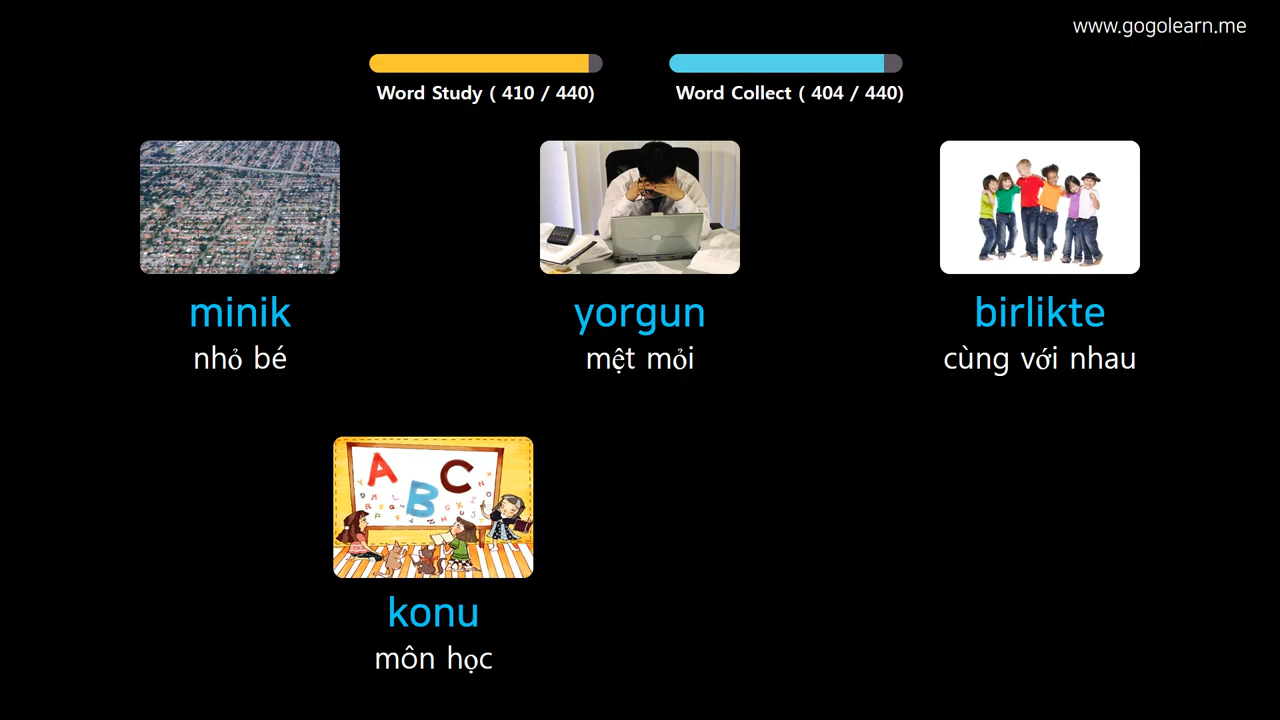 www.gogolearn.me
Word Study ( 410 / 440)
Word Collect ( 404 / 440)
minik
nhỏ bé
yorgun
mệt mỏi
birlikte
cùng với nhau
A
B
C
konu
môn học